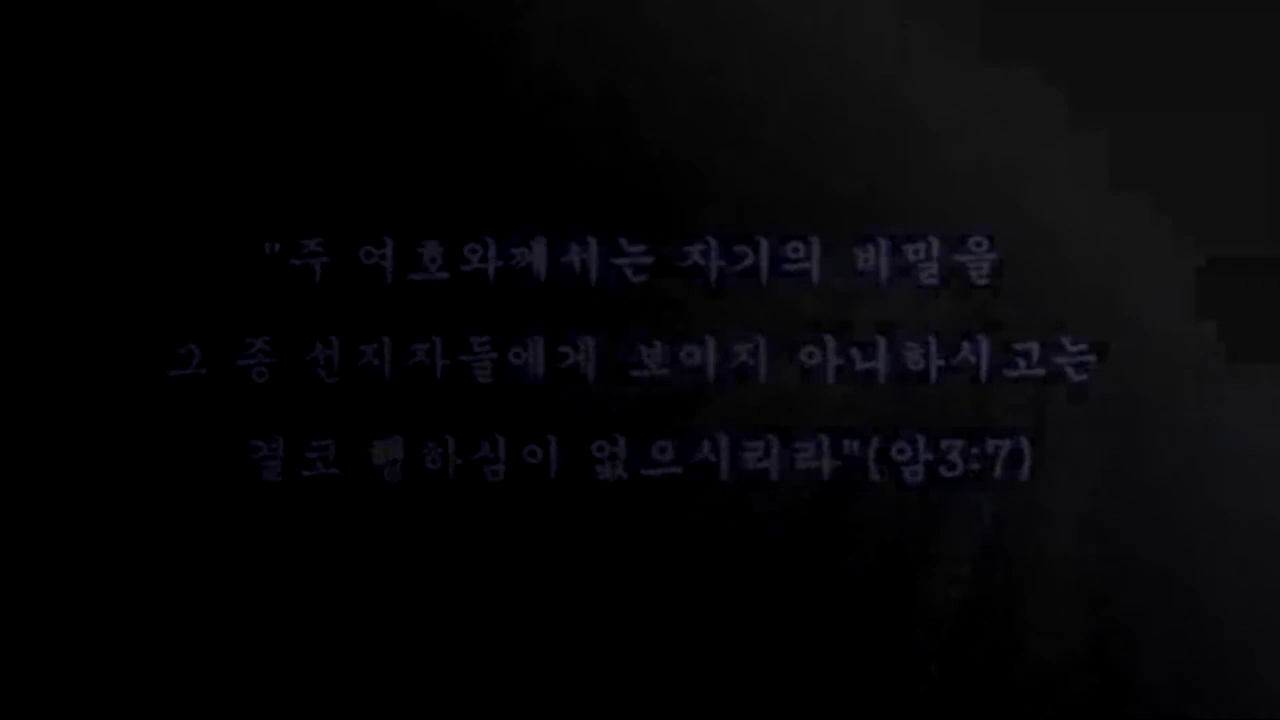 "주 여호와께서는 자기의 비밀을
그 종 선지자들에게 보이지 아니하시고는
결코 행하심이 없으시리라"(암3:7)